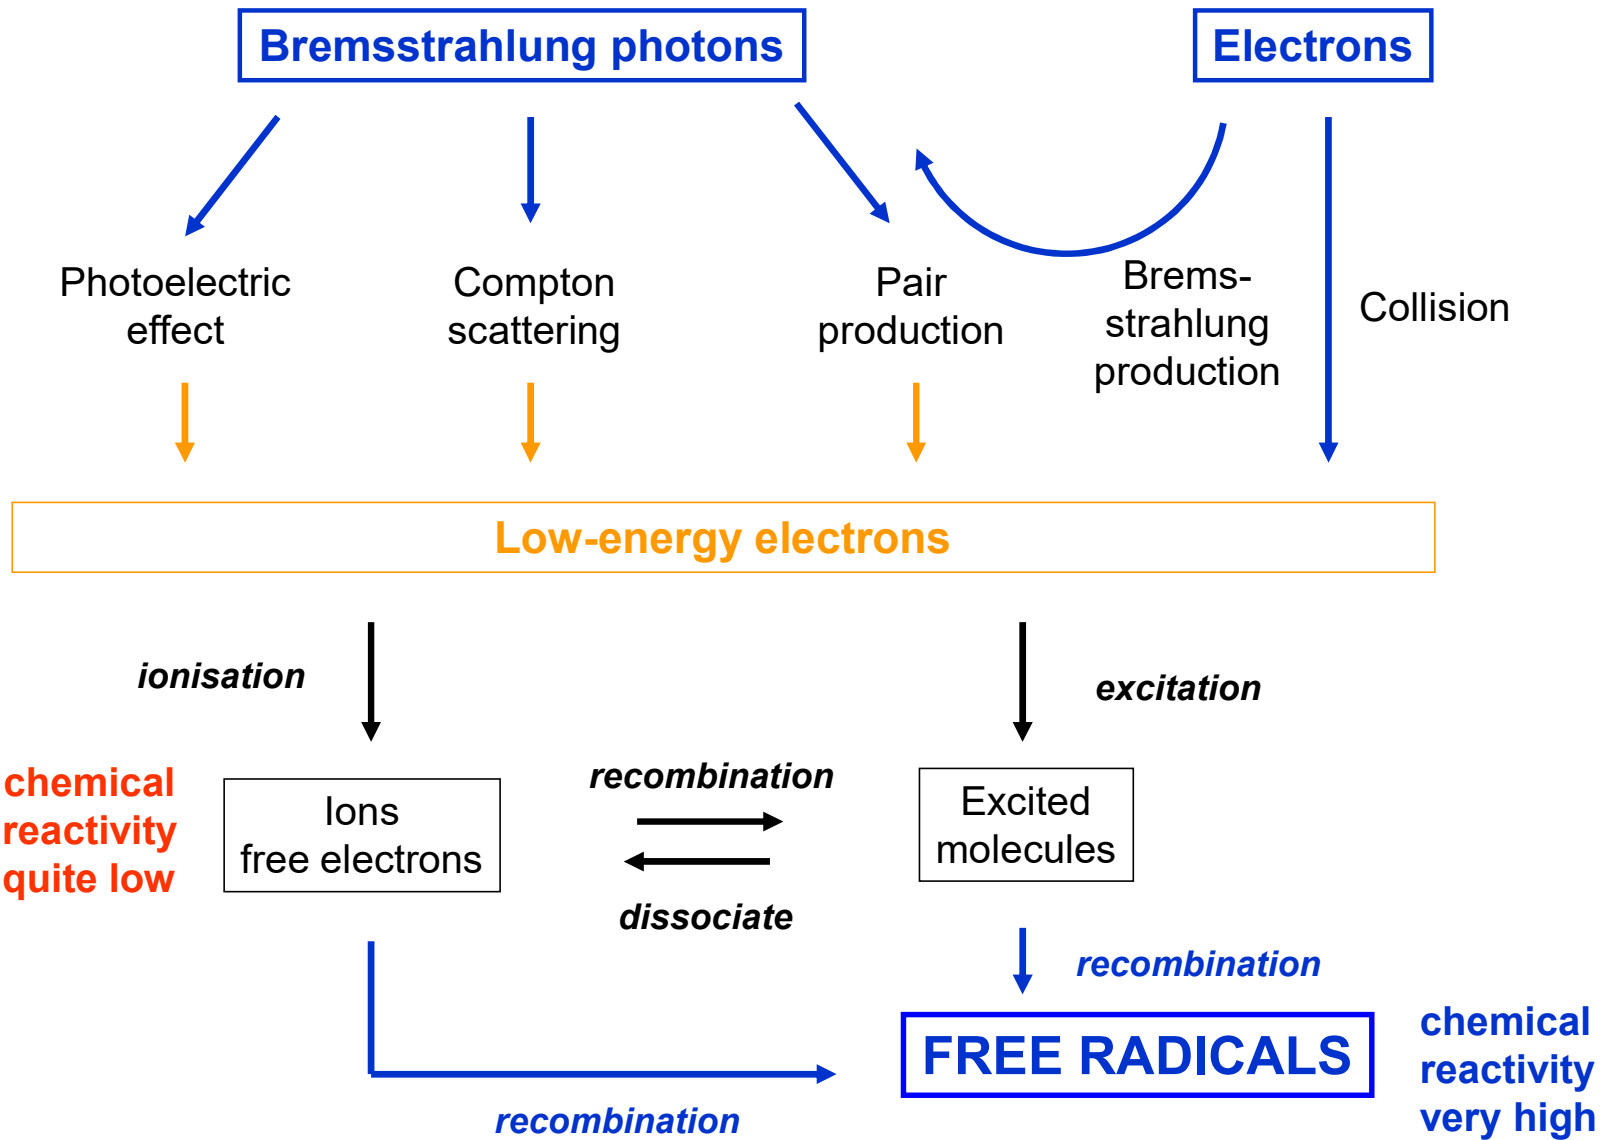 Bremsstrahlung photons
Electrons
Photoelectric
effect
Compton
scattering
Pair
production
Brems-
strahlung
production
Collision
Low-energy electrons
ionisation
excitation
chemical
reactivity
quite low
Ions
free electrons
recombination
dissociate
Excited
molecules
recombination
FREE RADICALS
chemical
reactivity
very high
recombination